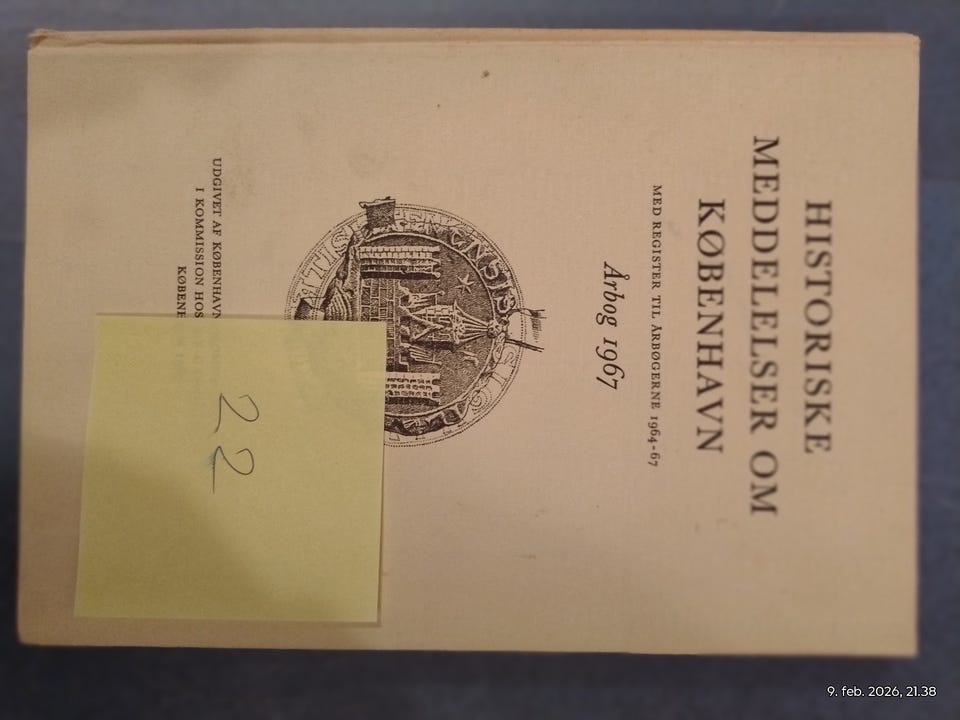 HISTORISKE
MEDDELELSER OM
KØBENHAVN
MED REGISTER TIL ÅRBØGERNE 1964-67
Årbog 1967
UDGIVET AF KØBENHAVN
I KOMMISSION HOS
22
9. feb. 2026, 21.38